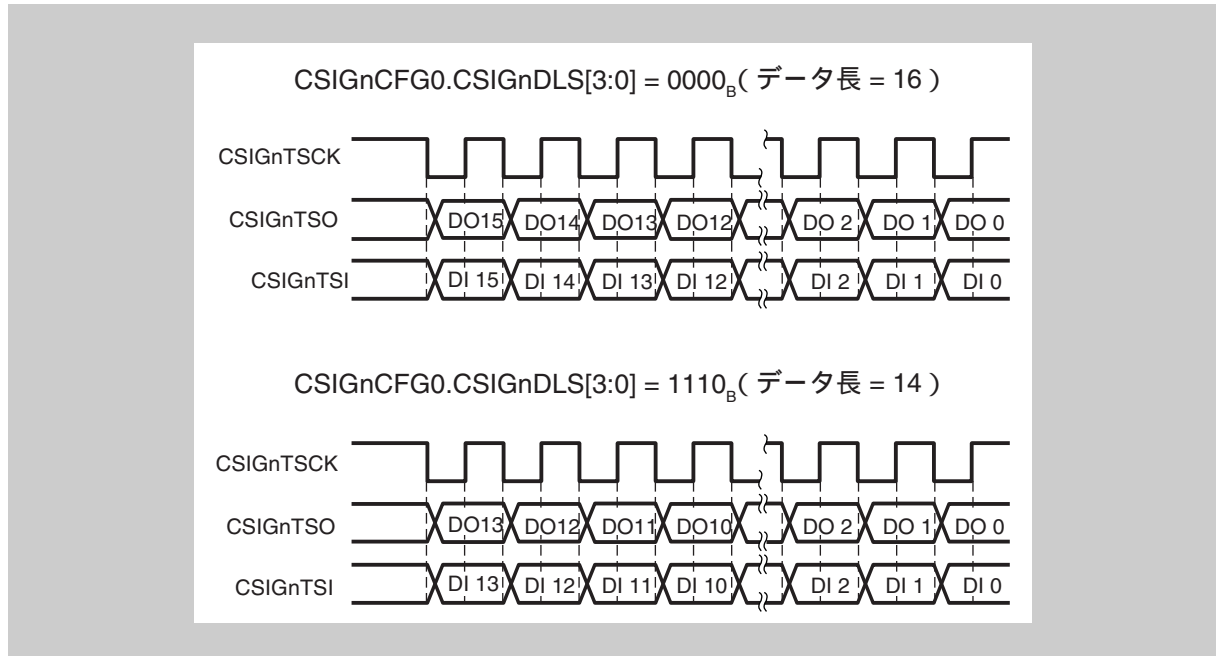 CSIGnCFG0.CSIGnDLS[3:0] = 0000B( データ長 = 16 )
CSIGnTSCK
CSIGnTSO DO15 DO14 DO13 DO12 DO 2 DO 1 DO 0
CSIGnTSI DI 15 DI 14 DI 13 DI 12 DI 2 DI 1 DI 0
CSIGnCFG0.CSIGnDLS[3:0] = 1110B( データ長 = 14 )
CSIGnTSCK
CSIGnTSO DO13 DO12 DO11 DO10 DO 2 DO 1 DO 0
CSIGnTSI DI 13 DI 12 DI 11 DI 10 DI 2 DI 1 DI 0